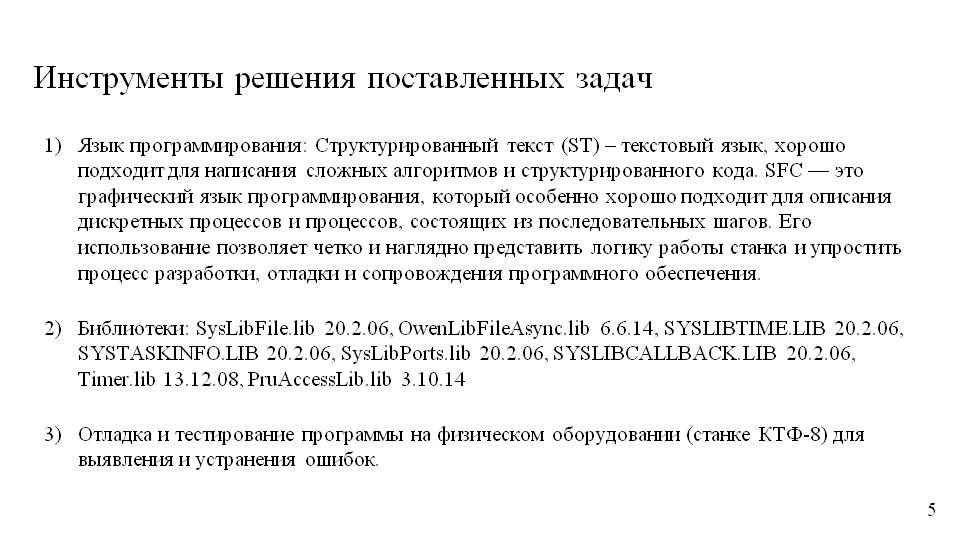 Инструменты решения поставленных задач
1) Язык программирования: Структурированный текст (ST) – текстовый язык, хорошо
подходит для написания сложных алгоритмов и структурированного кода. SFC — это
графический язык программирования, который особенно хорошо подходит для описания
дискретных процессов и процессов, состоящих из последовательных шагов. Его
использование позволяет четко и наглядно представить логику работы станка и упростить
процесс разработки, отладки и сопровождения программного обеспечения.
2) Библиотеки: SysLibFile.lib 20.2.06, OwenLibFileAsync.lib 6.6.14, SYSLIBTIME.LIB 20.2.06,
SYSTASKINFO.LIB 20.2.06, SysLibPorts.lib 20.2.06, SYSLIBCALLBACK.LIB 20.2.06,
Timer.lib 13.12.08, PruAccessLib.lib 3.10.14
3) Отладка и тестирование программы на физическом оборудовании (станке КТФ-8) для
выявления и устранения ошибок.
5